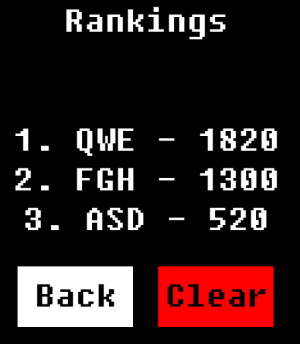 Rankings
1. QWE - 1820
2. FGH - 1300
3. ASD - 520
Back Clear